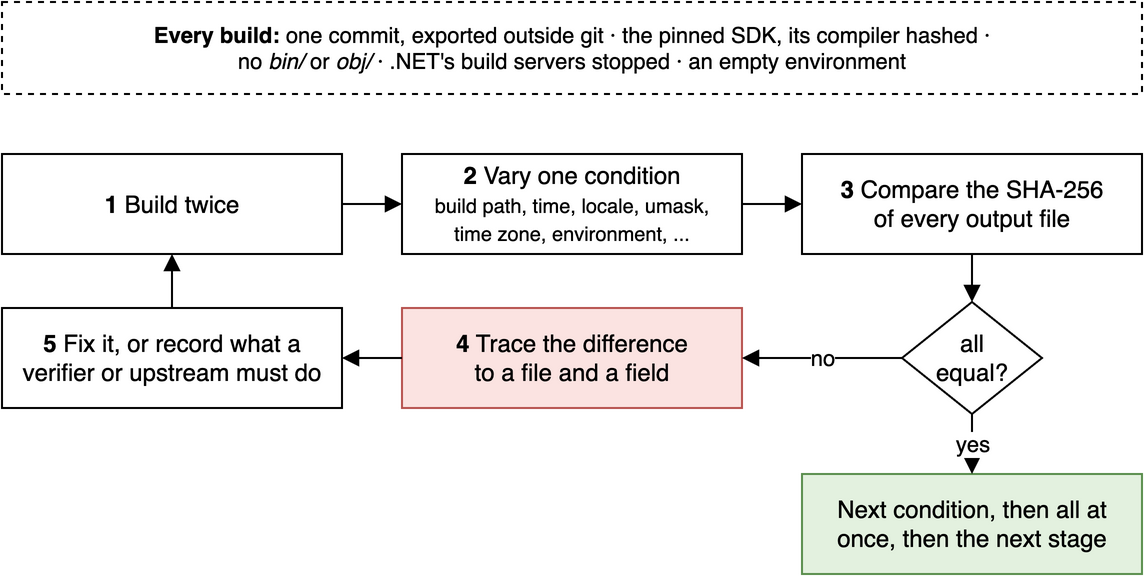 Every build: one commit, exported outside git · the pinned SDK, its compiler hashed ·
no bin/ or obj/ · .NET's build servers stopped · an empty environment
1 Build twice
2 Vary one condition
build path, time, locale, umask,
time zone, environment, ...
3 Compare the SHA-256
of every output file
all
equal?
no
4 Trace the difference
to a file and a field
5 Fix it, or record what a
verifier or upstream must do
yes
Next condition, then all at
once, then the next stage